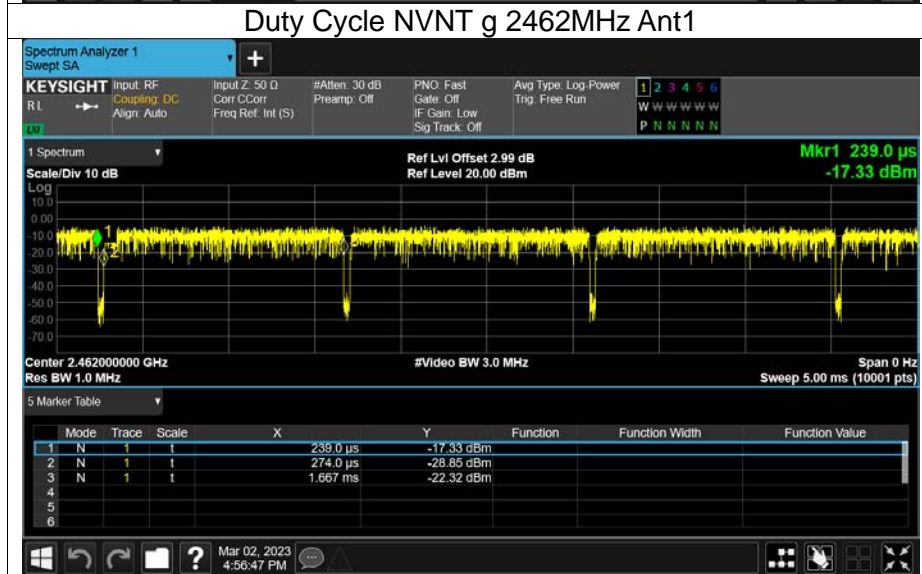 Duty Cycle NVNT g 2462MHz Ant1
Spectrum Analyzer 1
Swept SA
+
KEYSIGHT
RL
LXI
Input: RF
Coupling: DC
Align: Auto
Input Z: 50 Ω
Corr CCorr
Freq Ref: Int (S)
#Atten: 30 dB
Preamp: Off
PNO: Fast
Gate: Off
IF Gain: Low
Sig Track: Off
Avg Type: Log-Power
Trig: Free Run
1 2 3 4 5 6
W W W W W W
P N N N N N
1 Spectrum
Scale/Div 10 dB
Ref Lvl Offset 2.99 dB
Ref Level 20.00 dBm
Mkr1 239.0 µs
-17.33 dBm
Log
10.0
0.00
-10.0
-20.0
-30.0
-40.0
-50.0
-60.0
-70.0
1
2
3
Center 2.462000000 GHz
Res BW 1.0 MHz
#Video BW 3.0 MHz
Span 0 Hz
Sweep 5.00 ms (10001 pts)
5 Marker Table
Mode Trace Scale X Y Function Function Width Function Value
1 N 1 t 239.0 µs -17.33 dBm
2 N 1 t 274.0 µs -28.85 dBm
3 N 1 t 1.667 ms -22.32 dBm
4
5
6
?
Mar 02, 2023
4:56:47 PM